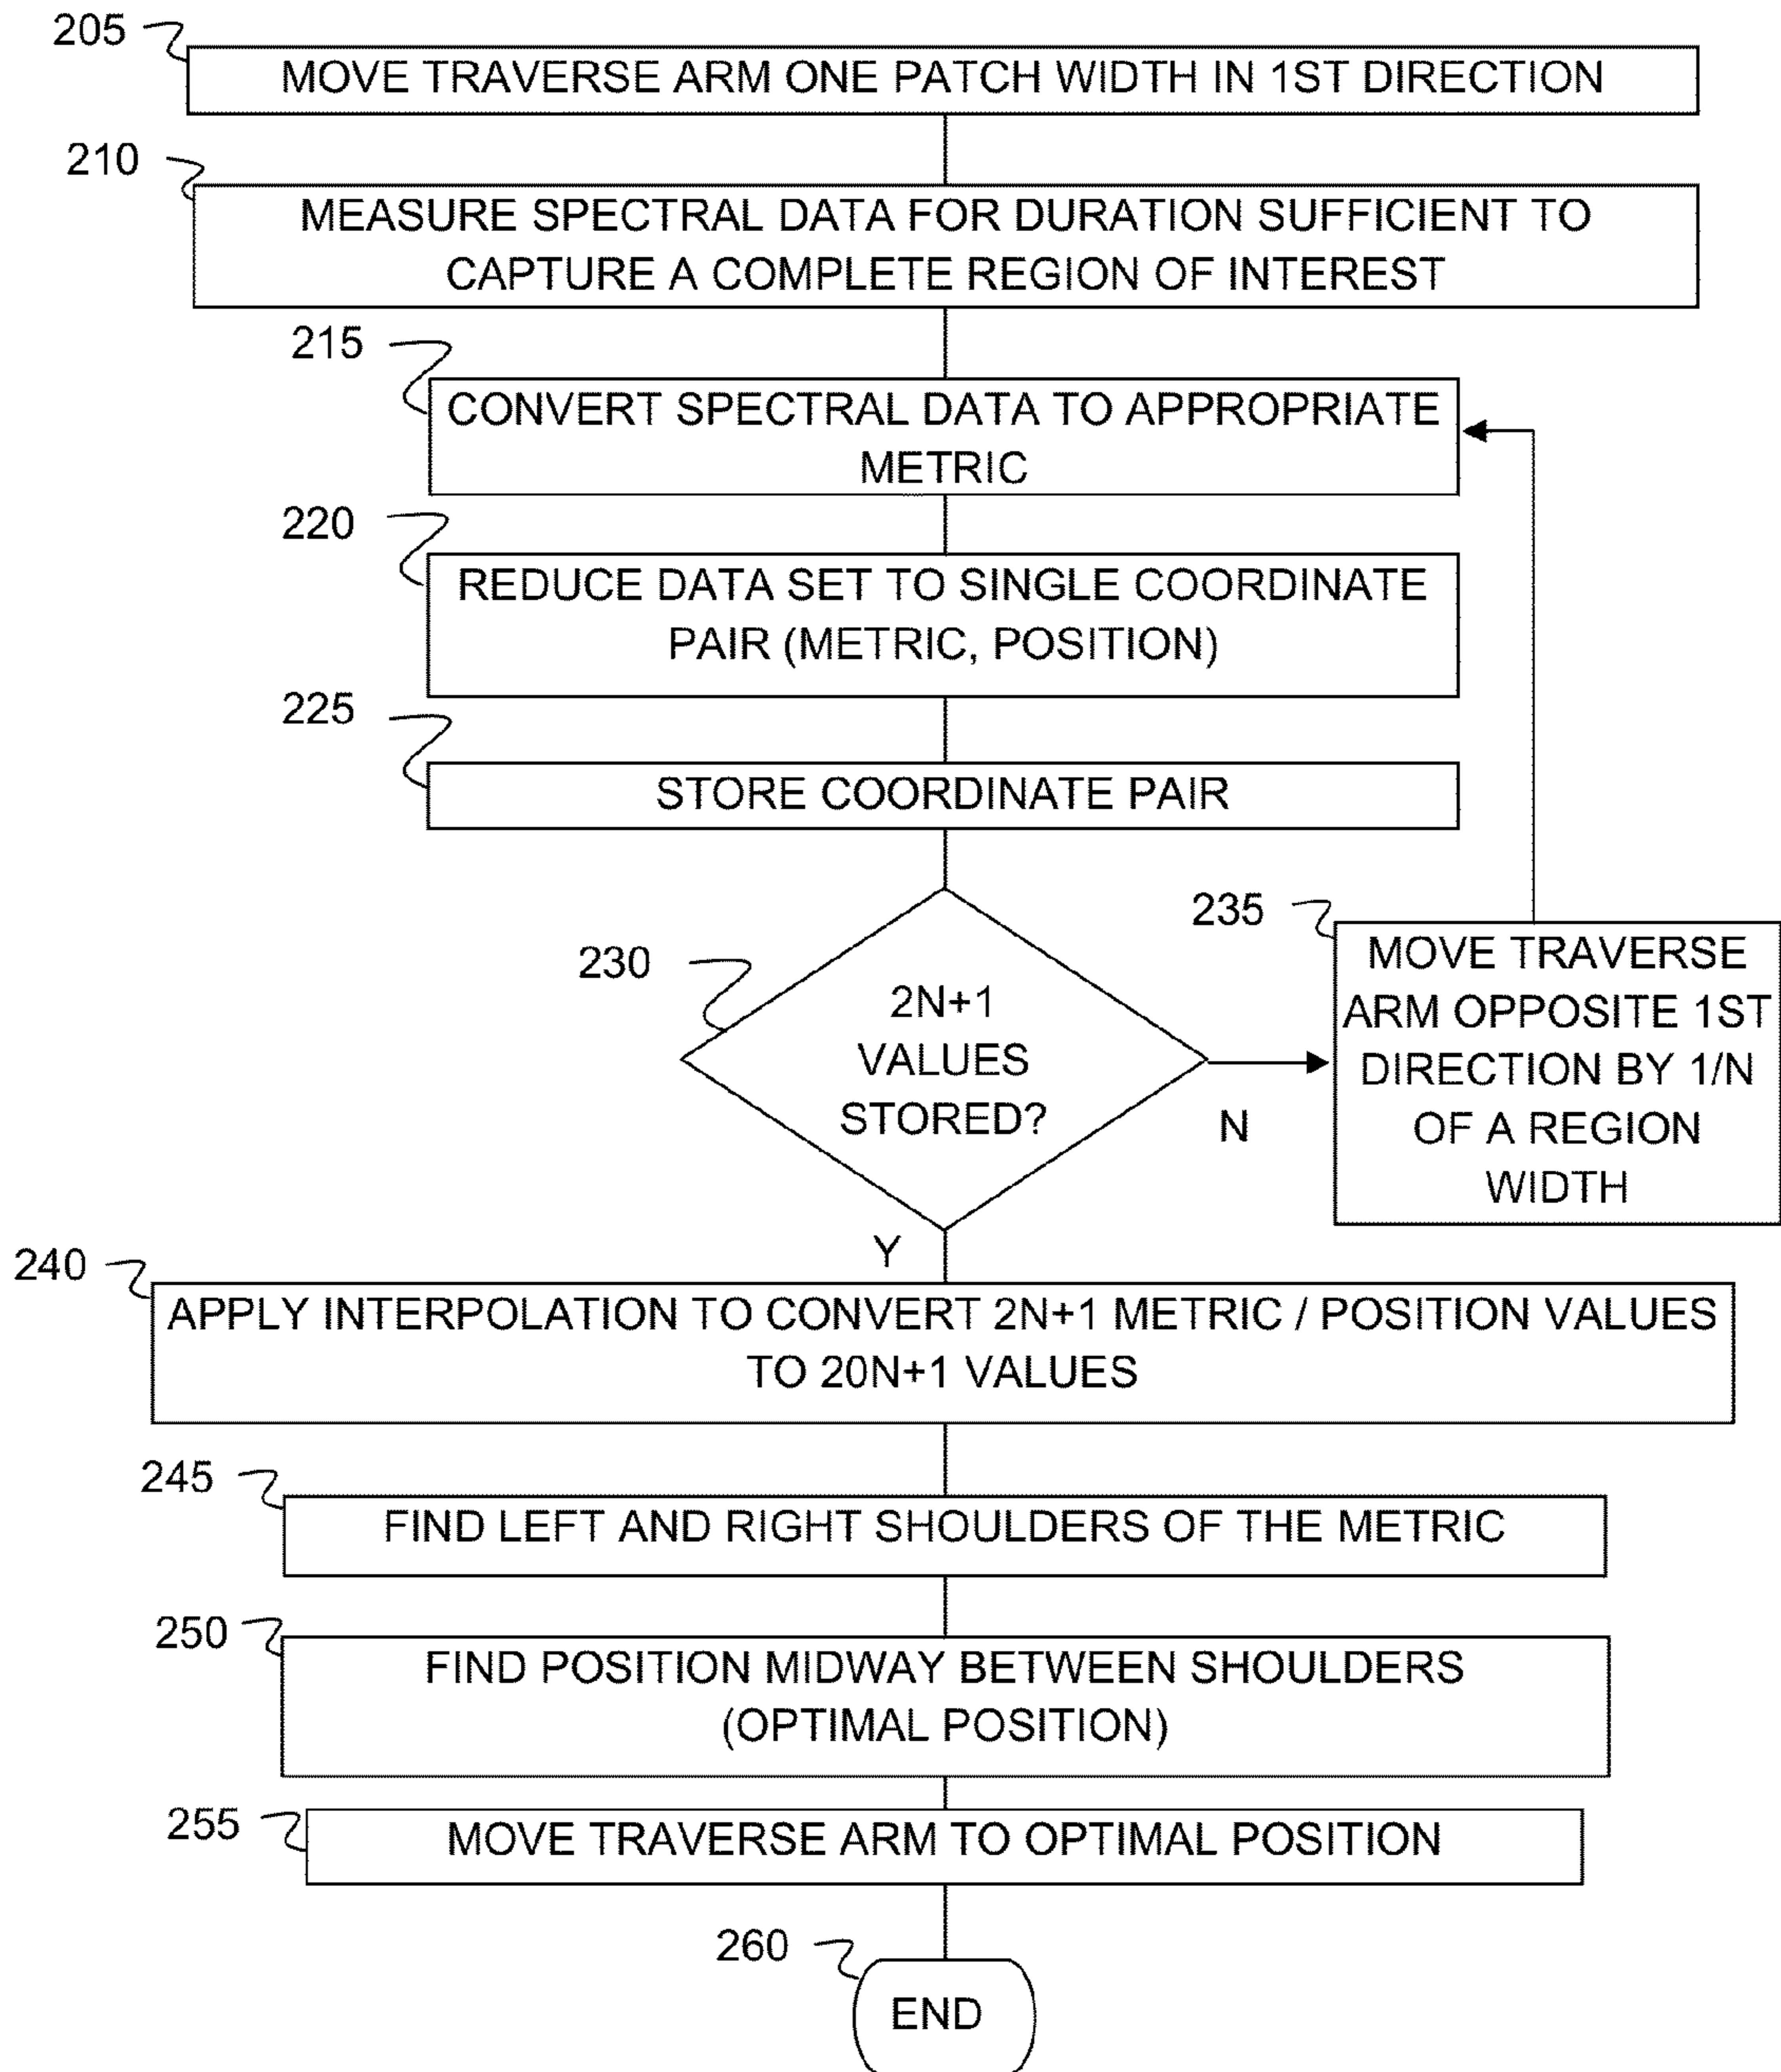 205
MOVE TRAVERSE ARM ONE PATCH WIDTH IN 1ST DIRECTION
210
MEASURE SPECTRAL DATA FOR DURATION SUFFICIENT TO
CAPTURE A COMPLETE REGION OF INTEREST
215
CONVERT SPECTRAL DATA TO APPROPRIATE
METRIC
220
REDUCE DATA SET TO SINGLE COORDINATE
PAIR (METRIC, POSITION)
225
STORE COORDINATE PAIR
230
2N+1
VALUES
STORED?
N
235
MOVE TRAVERSE
ARM OPPOSITE 1ST
DIRECTION BY 1/N
OF A REGION
WIDTH
Y
240
APPLY INTERPOLATION TO CONVERT 2N+1 METRIC / POSITION VALUES
TO 20N+1 VALUES
245
FIND LEFT AND RIGHT SHOULDERS OF THE METRIC
250
FIND POSITION MIDWAY BETWEEN SHOULDERS
(OPTIMAL POSITION)
255
MOVE TRAVERSE ARM TO OPTIMAL POSITION
260
END